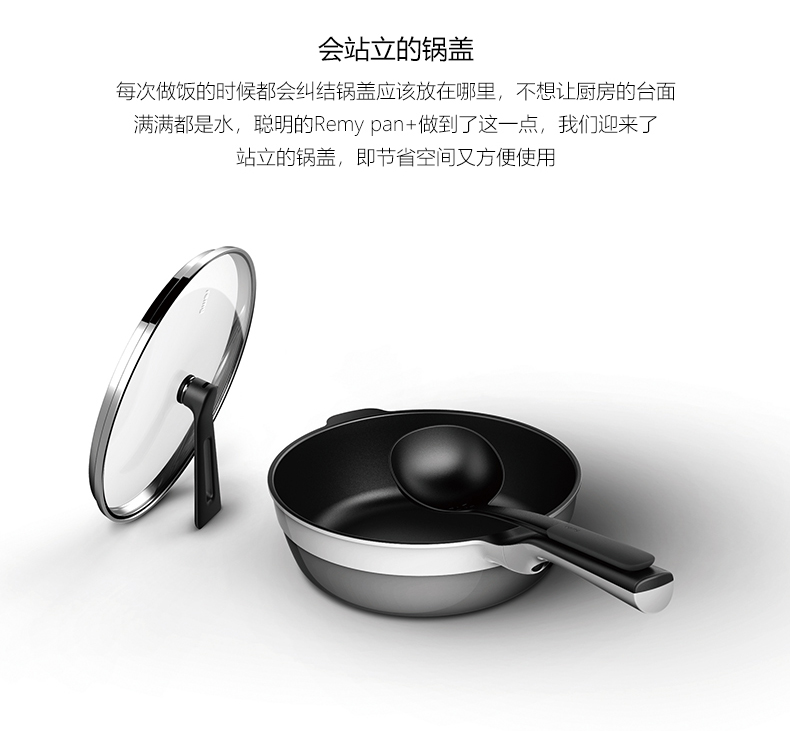 会站立的锅盖
每次做饭的时候都会纠结锅盖应该放在哪里，不想让厨房的台面
满满都是水，聪明的Remy pan+做到了这一点，我们迎来了
站立的锅盖，即节省空间又方便使用